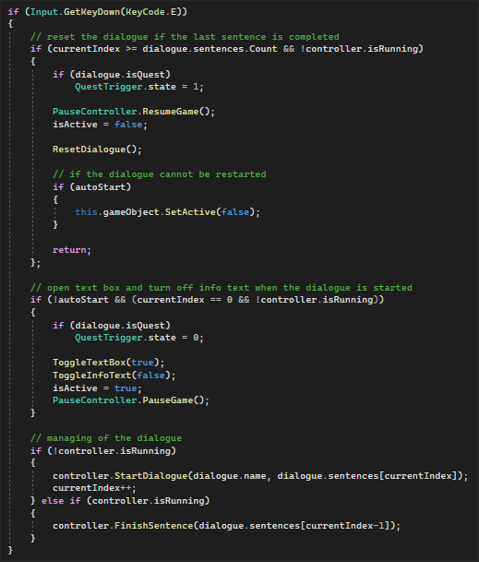 if (Input.GetKeyDown(KeyCode.E))
{
    // reset the dialogue if the last sentence is completed
    if (currentIndex >= dialogue.sentences.Count && !controller.isRunning)
    {
        if (dialogue.isQuest)
            QuestTrigger.state = 1;

        PauseController.ResumeGame();
        isActive = false;

        ResetDialogue();

        // if the dialogue cannot be restarted
        if (autoStart)
        {
            this.gameObject.SetActive(false);
        }

        return;
    };

    // open text box and turn off info text when the dialogue is started
    if (!autoStart && (currentIndex == 0 && !controller.isRunning))
    {
        if (dialogue.isQuest)
            QuestTrigger.state = 0;

        ToggleTextBox(true);
        ToggleInfoText(false);
        isActive = true;
        PauseController.PauseGame();
    }

    // managing of the dialogue
    if (!controller.isRunning)
    {
        controller.StartDialogue(dialogue.name, dialogue.sentences[currentIndex]);
        currentIndex++;
    } else if (controller.isRunning)
    {
        controller.FinishSentence(dialogue.sentences[currentIndex-1]);
    }
}